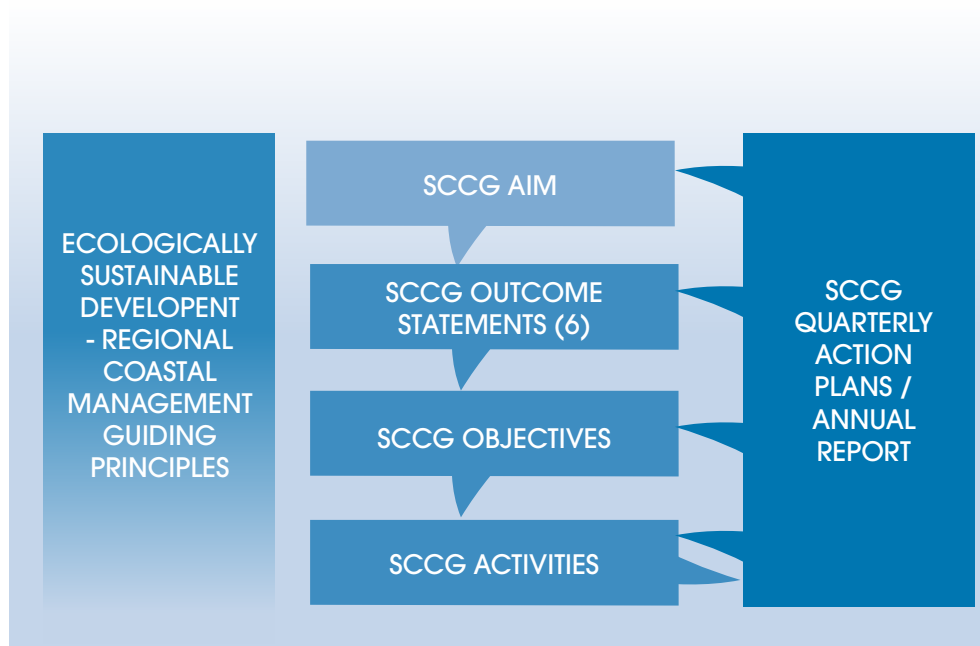 ECOLOGICALLY
SUSTAINABLE
DEVELOPENT
- REGIONAL
COASTAL
MANAGEMENT
GUIDING
PRINCIPLES
SCCG AIM
SCCG OUTCOME
STATEMENTS (6)
SCCG OBJECTIVES
SCCG ACTIVITIES
SCCG
QUARTERLY
ACTION
PLANS /
ANNUAL
REPORT